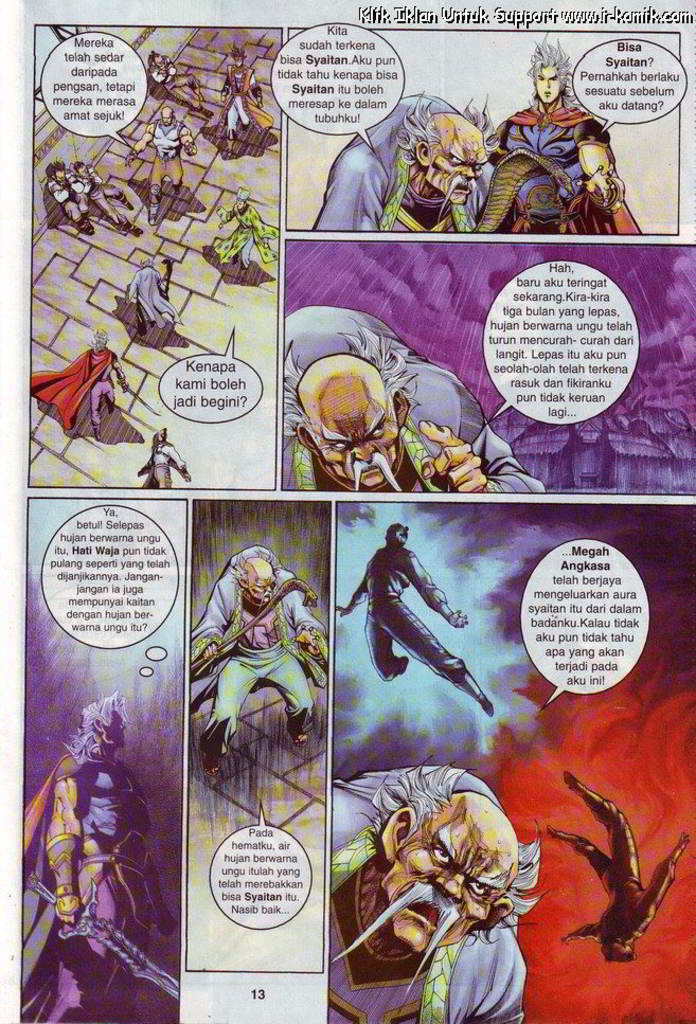 Klik Iklan Untuk Support www.ir-komik.com
Mereka
telah sedar
daripada
pengsan, tetapi
mereka merasa
amat sejuk!
Kenapa
kami boleh
jadi begini?
Kita
sudah terkena
bisa Syaitan.Aku pun
tidak tahu kenapa bisa
Syaitan itu boleh
meresap ke dalam
tubuhku!
Bisa
Syaitan?
Pernahkah berlaku
sesuatu sebelum
aku datang?
Hah,
baru aku teringat
sekarang.Kira-kira
tiga bulan yang lepas,
hujan berwarna ungu telah
turun mencurah- curah dari
langit. Lepas itu aku pun
seolah-olah telah terkena
rasuk dan fikiranku
pun tidak keruan
lagi...
Ya,
betul! Selepas
hujan berwarna ungu
itu, Hati Waja pun tidak
pulang seperti yang telah
dijanjikannya. Jangan-
jangan ia juga
mempunyai kaitan
dengan hujan ber-
warna ungu itu?
Pada
hematku, air
hujan berwarna
ungu itulah yang
telah merebakkan
bisa Syaitan itu.
Nasib baik...
...Megah
Angkasa
telah berjaya
mengeluarkan aura
syaitan itu dari dalam
badanku.Kalau tidak
aku pun tidak tahu
apa yang akan
terjadi pada
aku ini!
13